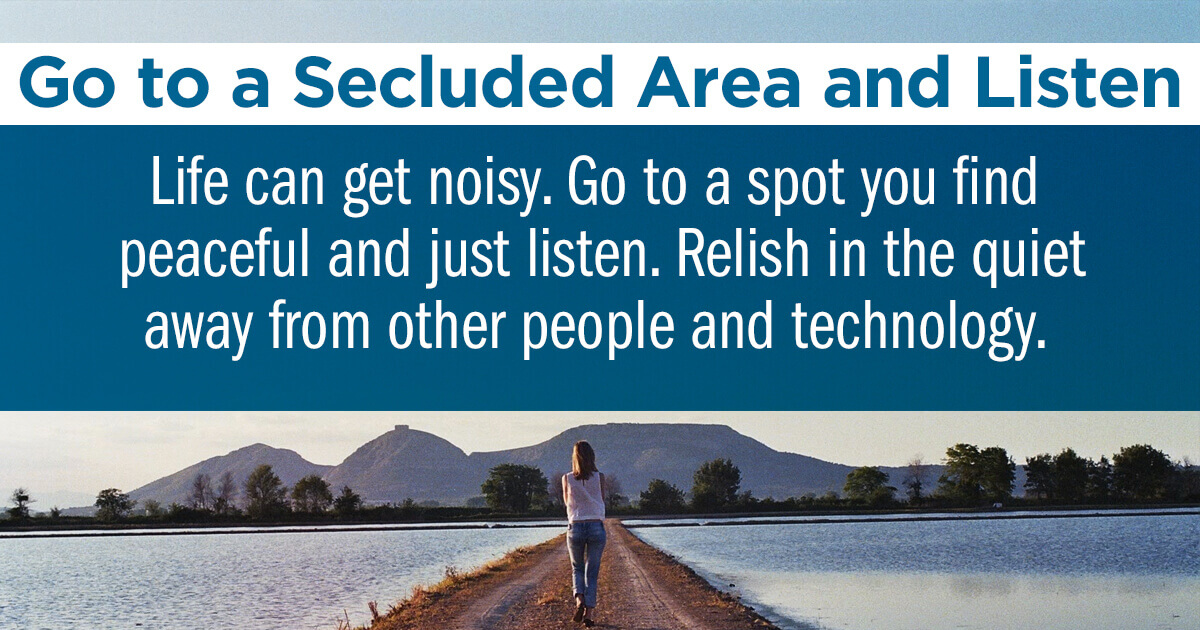 Go to a Secluded Area and Listen
Life can get noisy. Go to a spot you find
peaceful and just listen. Relish in the quiet
away from other people and technology.